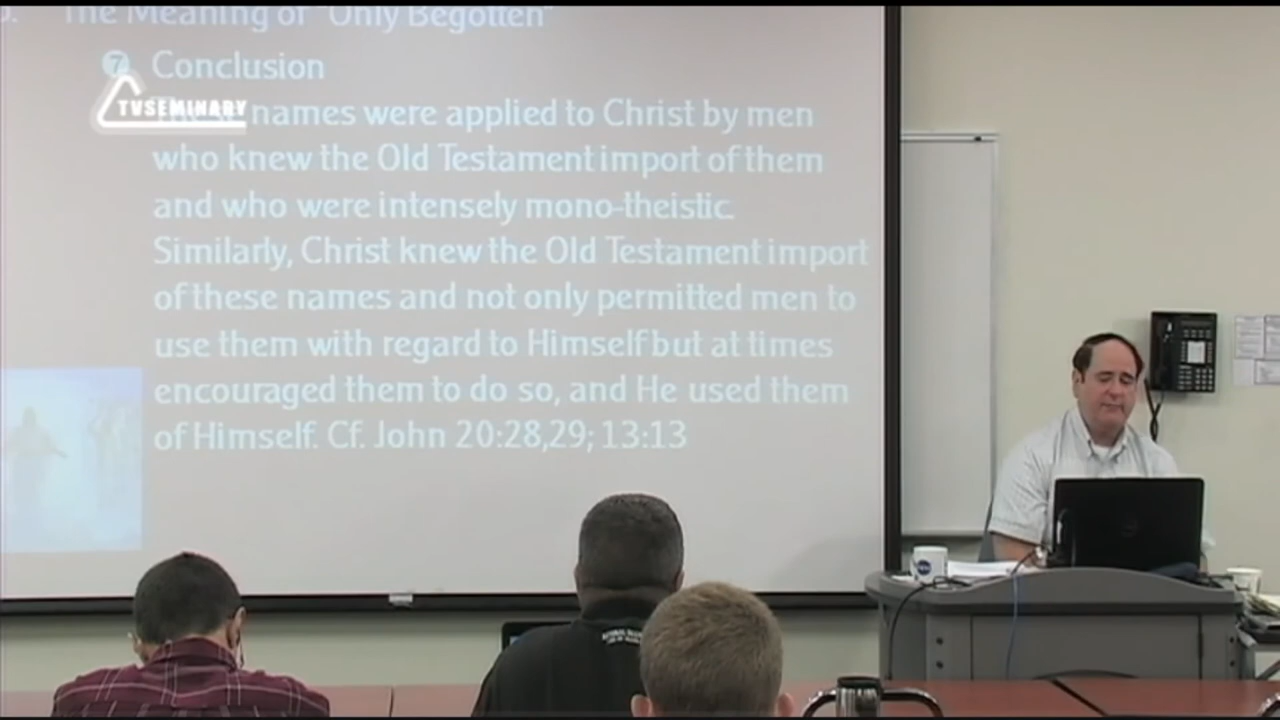 The Meaning of "Only Begotten"
7 Conclusion
TVSEMINARY
names were applied to Christ by men
who knew the Old Testament import of them
and who were intensely mono-theistic.
Similarly, Christ knew the Old Testament import
of these names and not only permitted men to
use them with regard to Himself but at times
encouraged them to do so, and He used them
of Himself. Cf. John 20:28,29; 13:13